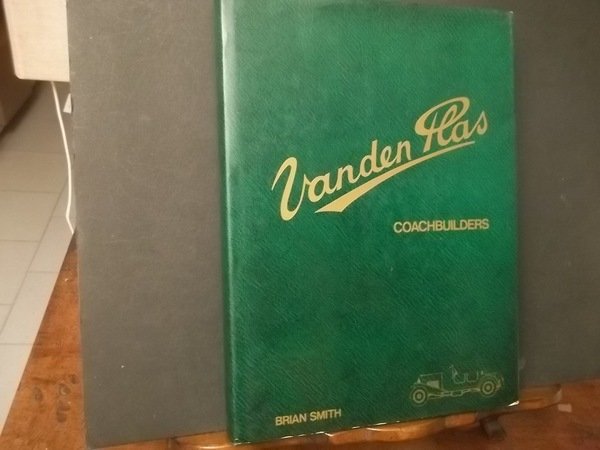 Vanden Plas
COACHBUILDERS
BRIAN SMITH